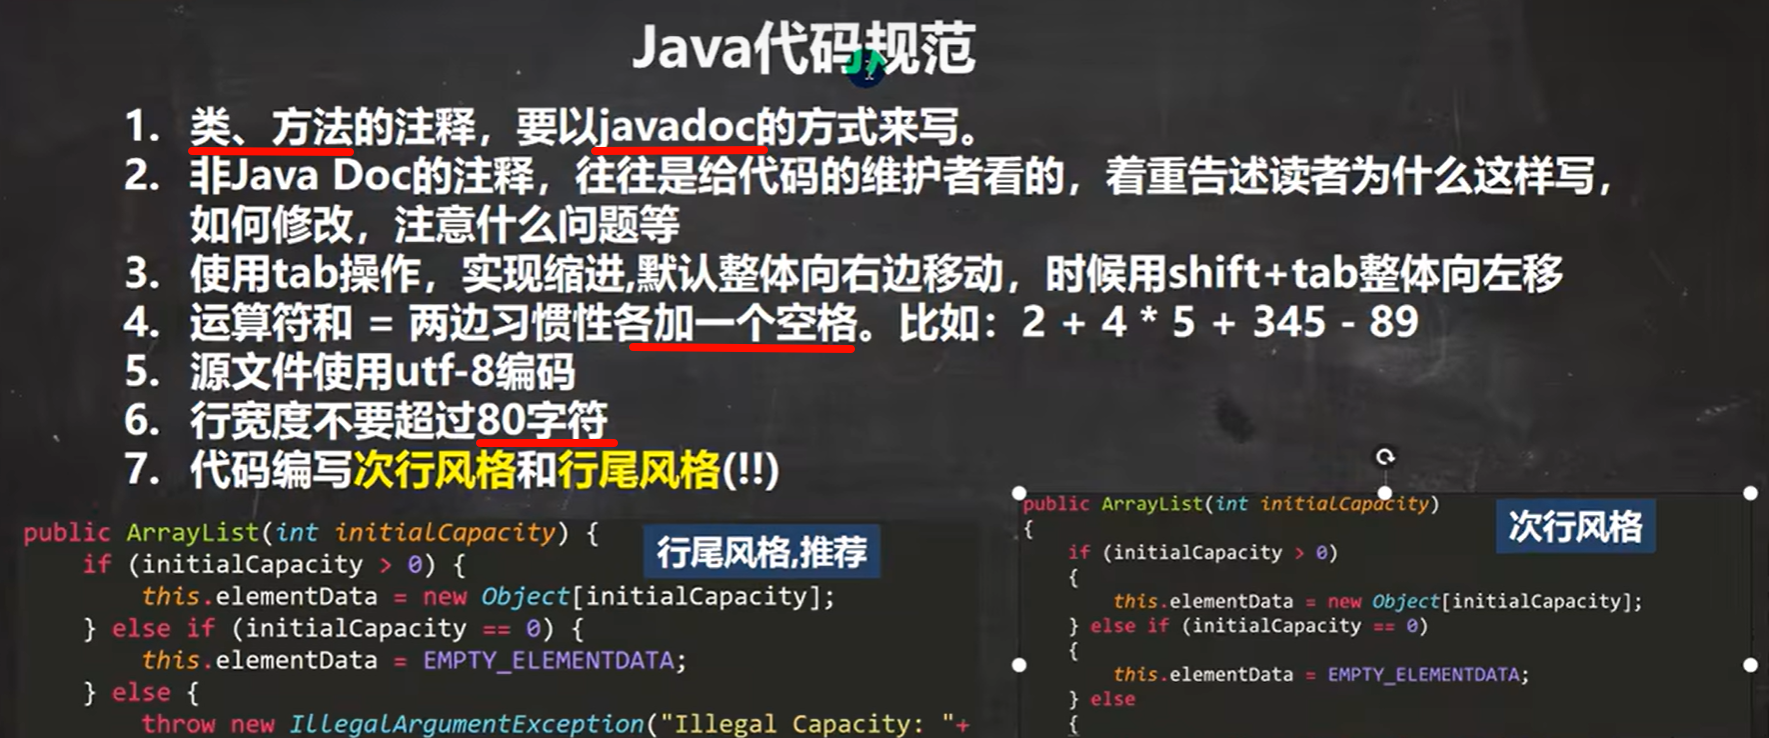 Java代码规范
1. 类、方法的注释，要以javadoc的方式来写。
2. 非Java Doc的注释，往往是给代码的维护者看的，着重告述读者为什么这样写，
如何修改，注意什么问题等
3. 使用tab操作，实现缩进,默认整体向右边移动，时候用shift+tab整体向左移
4. 运算符和 = 两边习惯性各加一个空格。比如：2 + 4 * 5 + 345 - 89
5. 源文件使用utf-8编码
6. 行宽度不要超过80字符
7. 代码编写次行风格和行尾风格(!!)
public ArrayList(int initialCapacity) {
if (initialCapacity > 0) {
this.elementData = new Object[initialCapacity];
} else if (initialCapacity == 0) {
this.elementData = EMPTY_ELEMENTDATA;
} else {
throw new IllegalArgumentException("Illegal Capacity: "+
行尾风格,推荐
public ArrayList(int initialCapacity)
{
if (initialCapacity > 0)
{
this.elementData = new Object[initialCapacity];
} else if (initialCapacity == 0)
{
this.elementData = EMPTY_ELEMENTDATA;
} else
{
次行风格